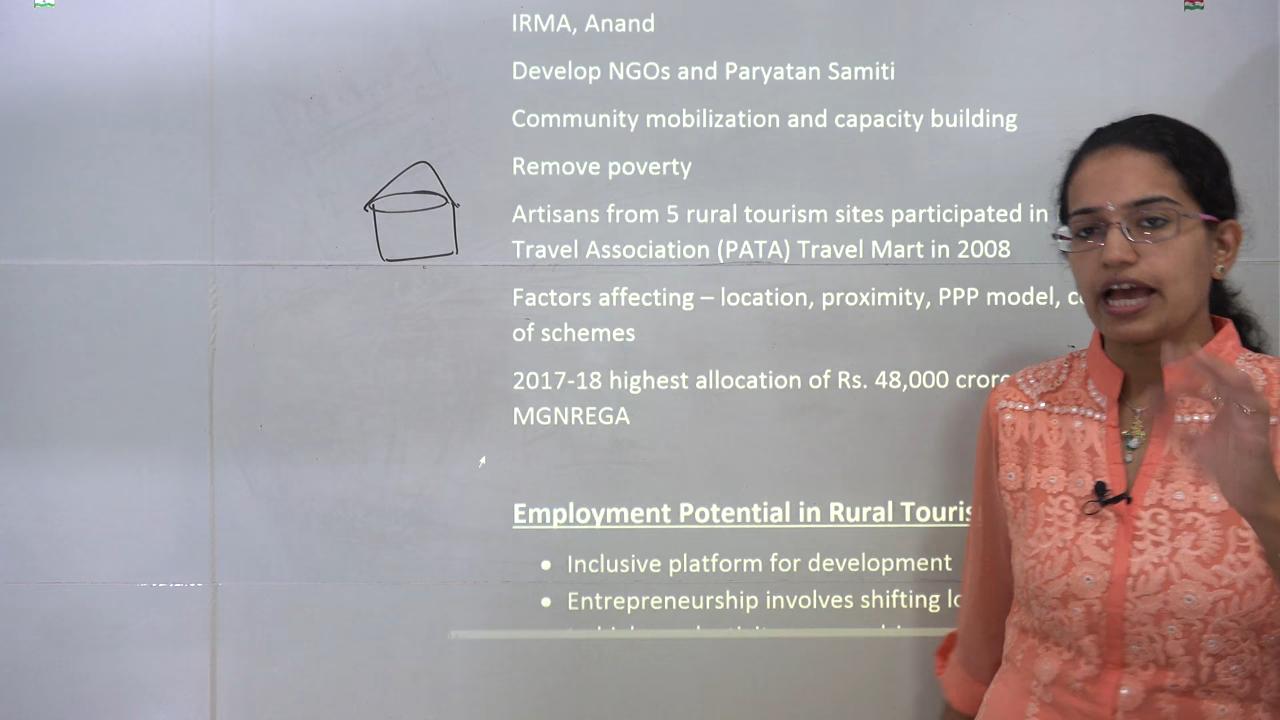 IRMA, Anand
Develop NGOs and Paryatan Samiti
Community mobilization and capacity building
Remove poverty
Artisans from 5 rural tourism sites participated in
Travel Association (PATA) Travel Mart in 2008
Factors affecting – location, proximity, PPP model,
of schemes
2017-18 highest allocation of Rs. 48,000
MGNREGA
Employment Potential in Rural
• Inclusive platform for development
• Entrepreneurship involves shifting